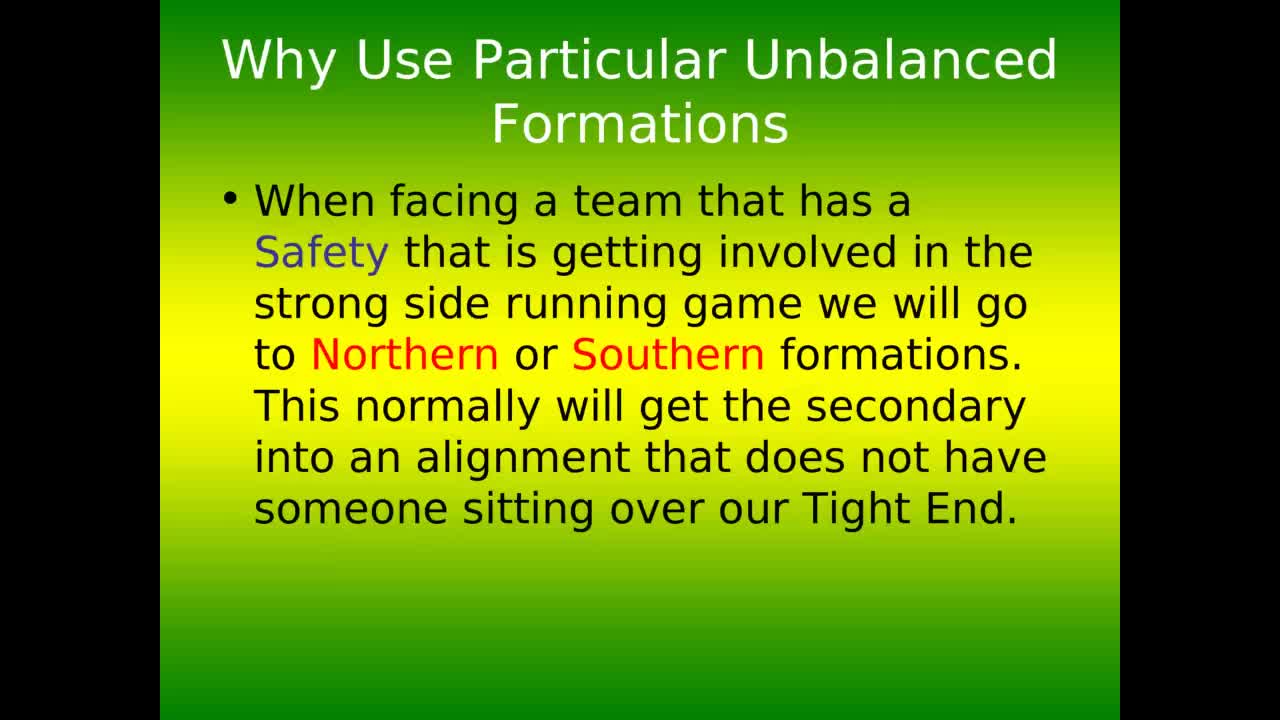 Why Use Particular Unbalanced
Formations
• When facing a team that has a
Safety that is getting involved in the
strong side running game we will go
to Northern or Southern formations.
This normally will get the secondary
into an alignment that does not have
someone sitting over our Tight End.